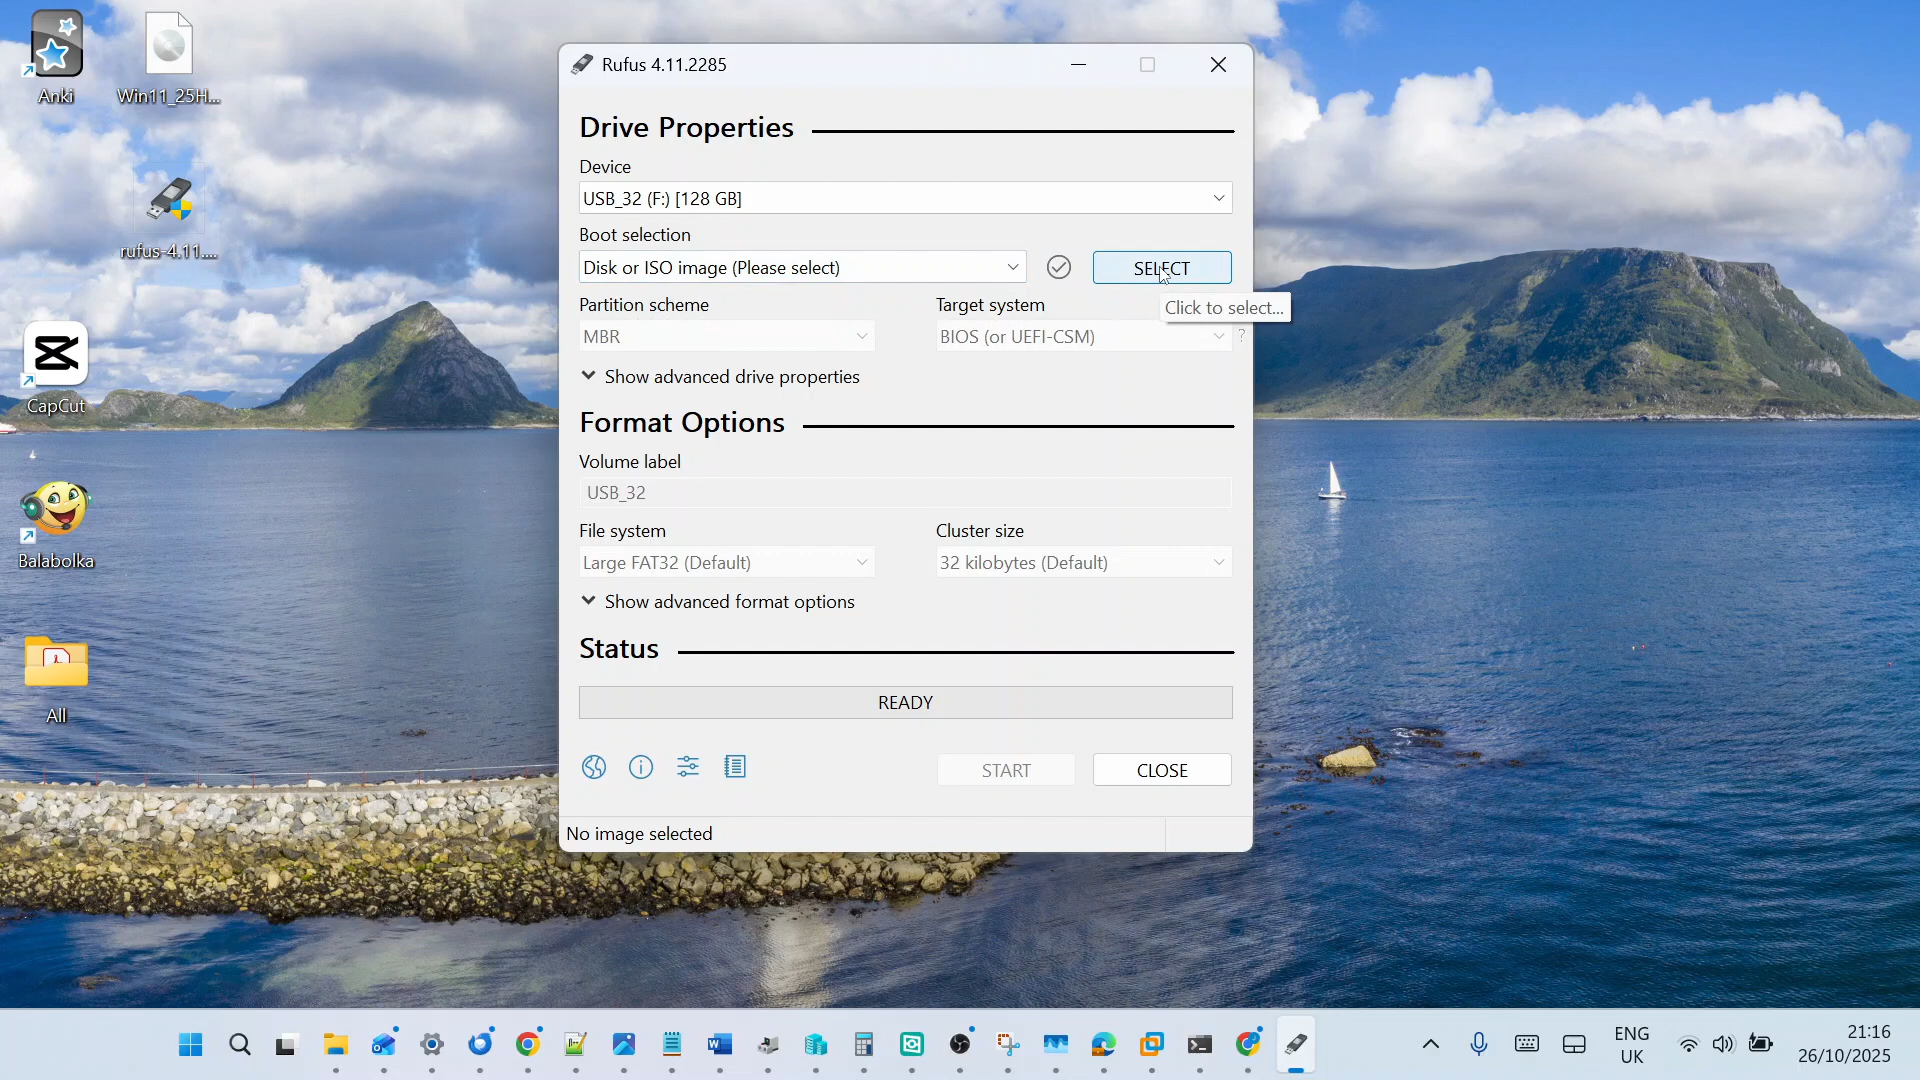 Anki
Win11_25H...
rufus-4.11....
CapCut
Balabolka
All
Rufus 4.11.2285
Drive Properties
Device
USB_32 (F:) [128 GB]
Boot selection
Disk or ISO image (Please select)
SELECT
Click to select...
Partition scheme
Target system
MBR
BIOS (or UEFI-CSM)
?
Show advanced drive properties
Format Options
Volume label
USB_32
File system
Cluster size
Large FAT32 (Default)
32 kilobytes (Default)
Show advanced format options
Status
READY
START
CLOSE
No image selected
ENG
UK
21:16
26/10/2025